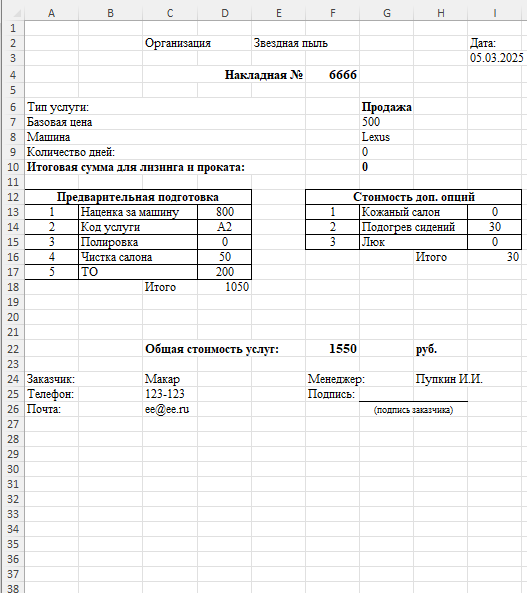 A B C D E F G H I
1
2 Организация Звездная пыль Дата:
3 05.03.2025
4 Накладная № 6666
5
6 Тип услуги: Продажа
7 Базовая цена 500
8 Машина Lexus
9 Количество дней: 0
10 Итоговая сумма для лизинга и проката: 0
11
12 Предварительная подготовка Стоимость доп. опций
13 1 Наценка за машину 800 1 Кожаный салон 0
14 2 Код услуги A2 2 Подогрев сидений 30
15 3 Полировка 0 3 Люк 0
16 4 Чистка салона 50 Итого 30
17 5 ТО 200
18 Итого 1050
19
20
21
22 Общая стоимость услуг: 1550 руб.
23
24 Заказчик: Макар Менеджер: Пупкин И.И.
25 Телефон: 123-123 Подпись:
26 Почта: ee@ee.ru (подпись заказчика)
27
28
29
30
31
32
33
34
35
36
37
38